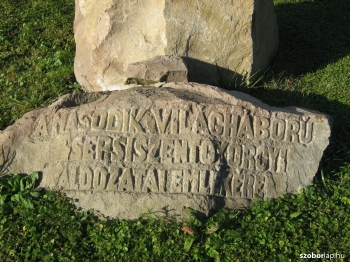 A MÁSODIK VILÁGHÁBORÚ
SEPSISZENTGYÖRGYI
ÁLDOZATAI EMLÉKÉRE
szoborlap.hu